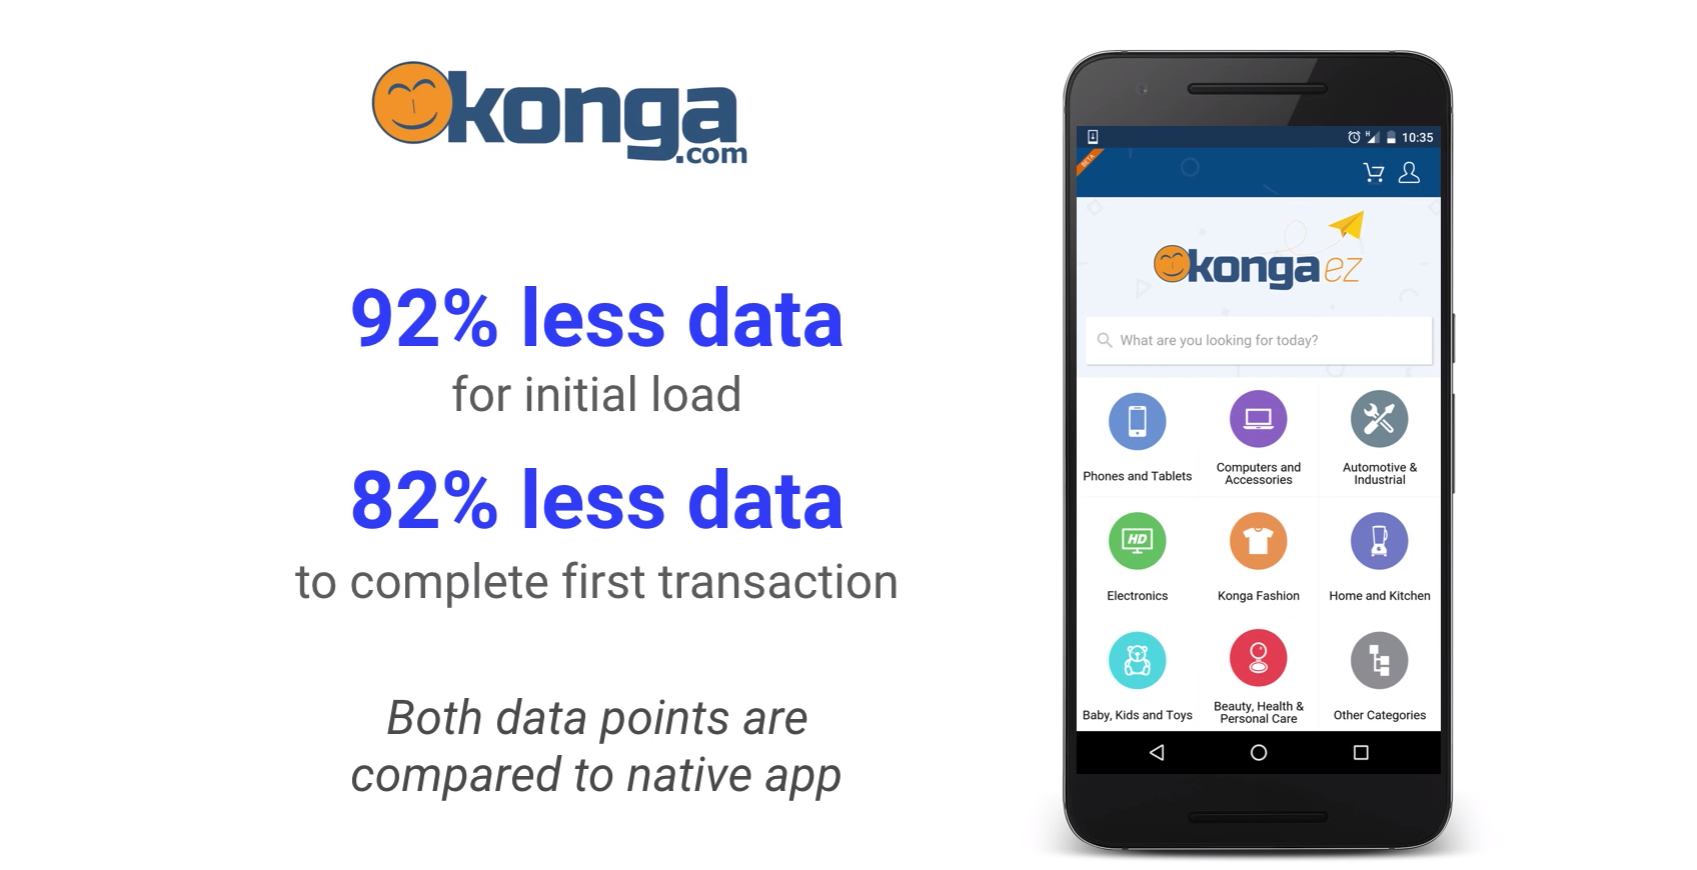 konga
.com
92% less data
for initial load
82% less data
to complete first transaction
Both data points are
compared to native app
H 10:35
BETA
konga ez
What are you looking for today?
Phones and Tablets
Computers and
Accessories
Automotive &
Industrial
HD
Electronics
Konga Fashion
Home and Kitchen
Baby, Kids and Toys
Beauty, Health &
Personal Care
Other Categories